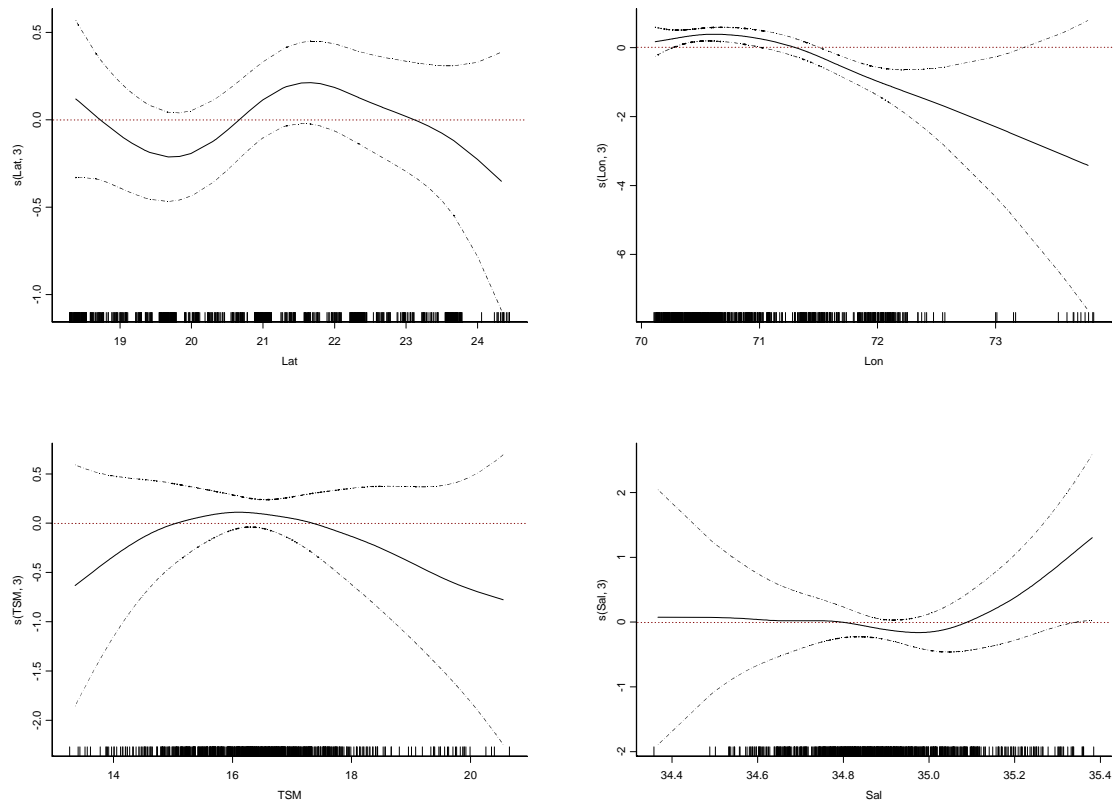 0.5
0.0
-0.5
-1.0
s(Lat, 3)
19 20 21 22 23 24
Lat
0
-2
-4
-6
s(Lon, 3)
70 71 72 73
Lon
0.5
0.0
-0.5
-1.0
-1.5
-2.0
s(TSM, 3)
14 16 18 20
TSM
2
1
0
-1
-2
s(Sal, 3)
34.4 34.6 34.8 35.0 35.2 35.4
Sal